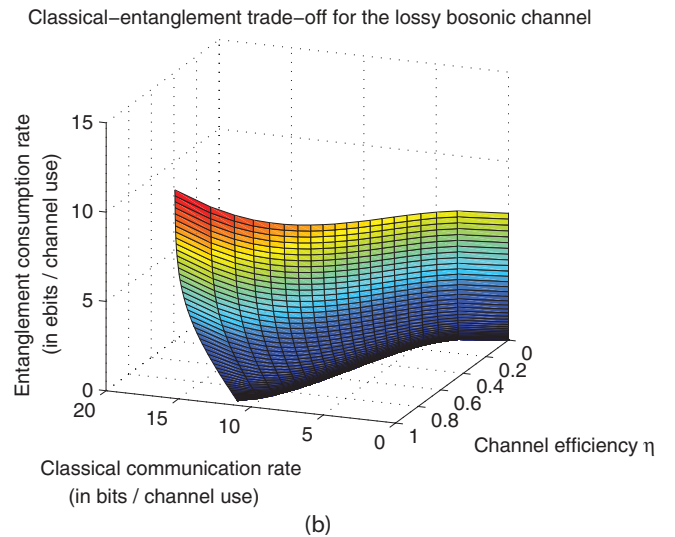 Classical−entanglement trade−off for the lossy bosonic channel
Entanglement consumption rate
(in ebits / channel use)
15
10
5
0
20
15
10
5
0
0
0.2
0.4
0.6
0.8
1
Classical communication rate
(in bits / channel use)
Channel efficiency η
(b)